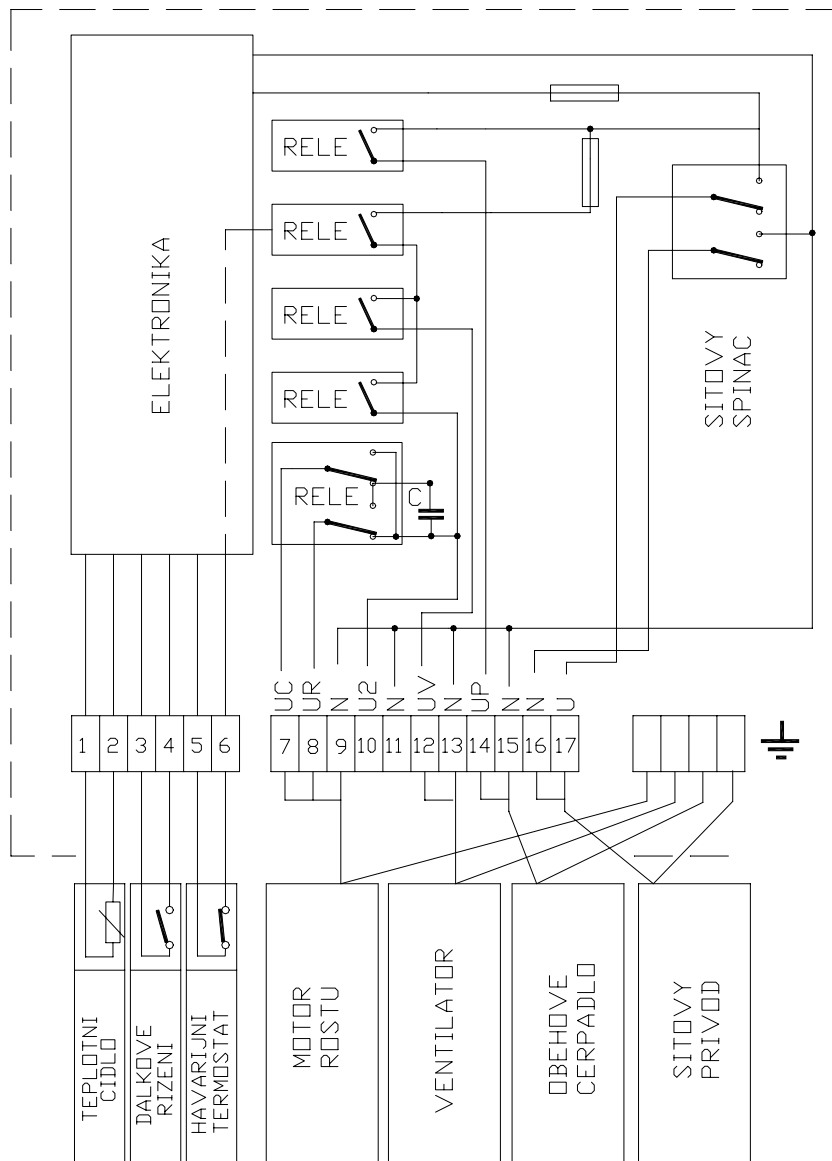 ELEKTRONIKA
RELE
RELE
RELE
RELE
RELE
C
SITOVY
SPINAC
UC
UR
N
U2
N
UV
N
UP
N
N
U
1 2 3 4 5 6
7 8 9 10 11 12 13 14 15 16 17
TEPLOTNI
CIDLO
DALKOVE
RIZENI
HAVARIJNI
TERMOSTAT
MOTOR
ROSTU
VENTILATOR
OBEHOVE
CERPADLO
SITOVY
PRIVOD